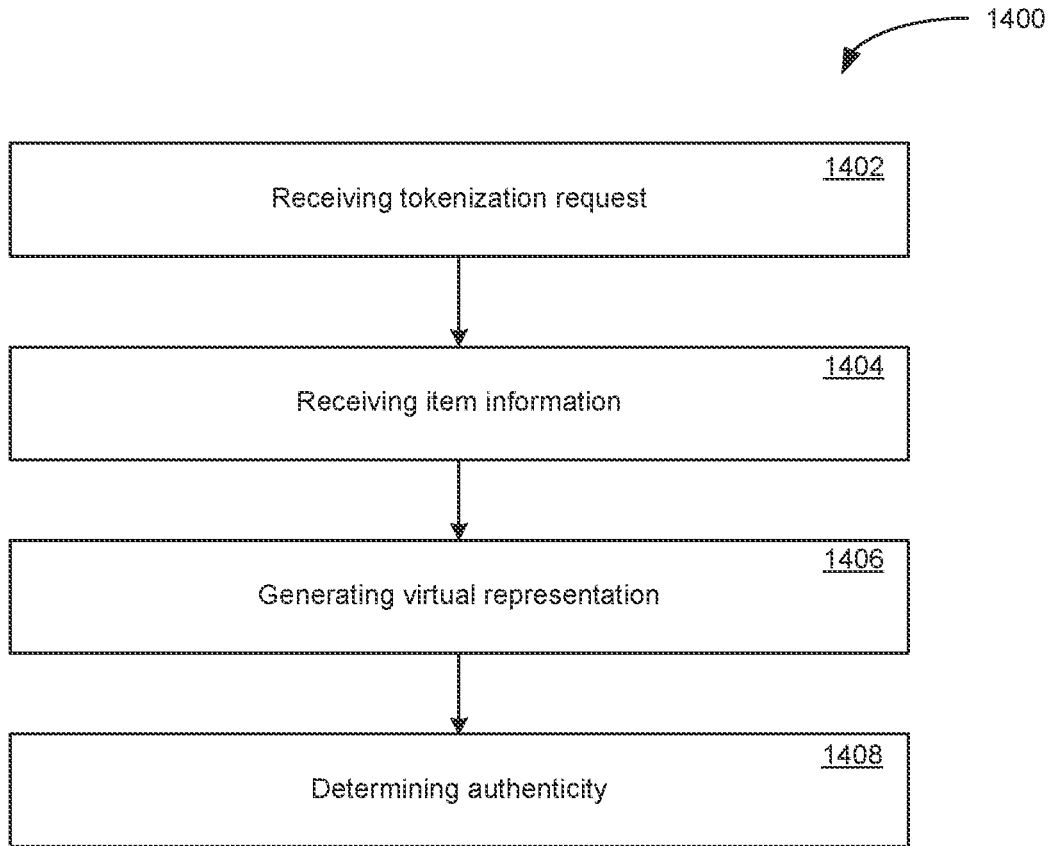 1400
1402
Receiving tokenization request
1404
Receiving item information
1406
Generating virtual representation
1408
Determining authenticity